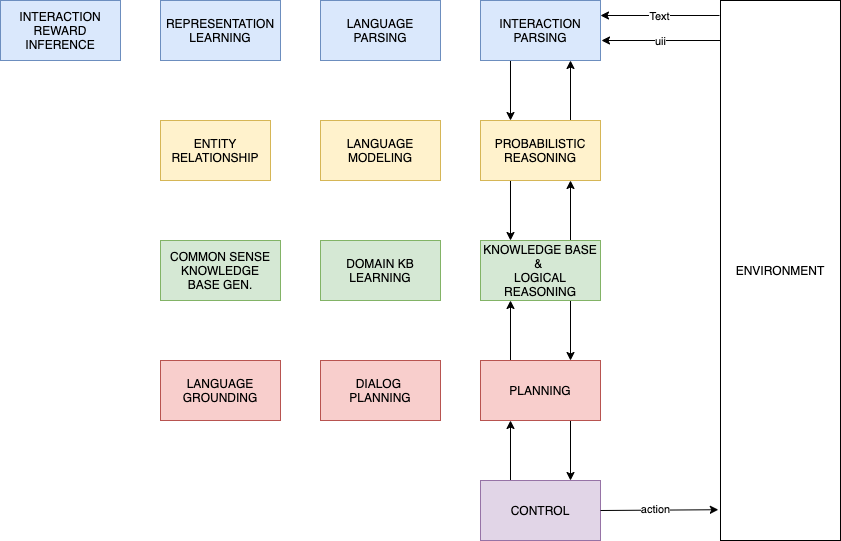 INTERACTION
REWARD
INFERENCE
REPRESENTATION
LEARNING
LANGUAGE
PARSING
INTERACTION
PARSING
Text
uii
ENTITY
RELATIONSHIP
LANGUAGE
MODELING
PROBABILISTIC
REASONING
COMMON SENSE
KNOWLEDGE
BASE GEN.
DOMAIN KB
LEARNING
KNOWLEDGE BASE
&
LOGICAL
REASONING
ENVIRONMENT
LANGUAGE
GROUNDING
DIALOG
PLANNING
PLANNING
CONTROL
action